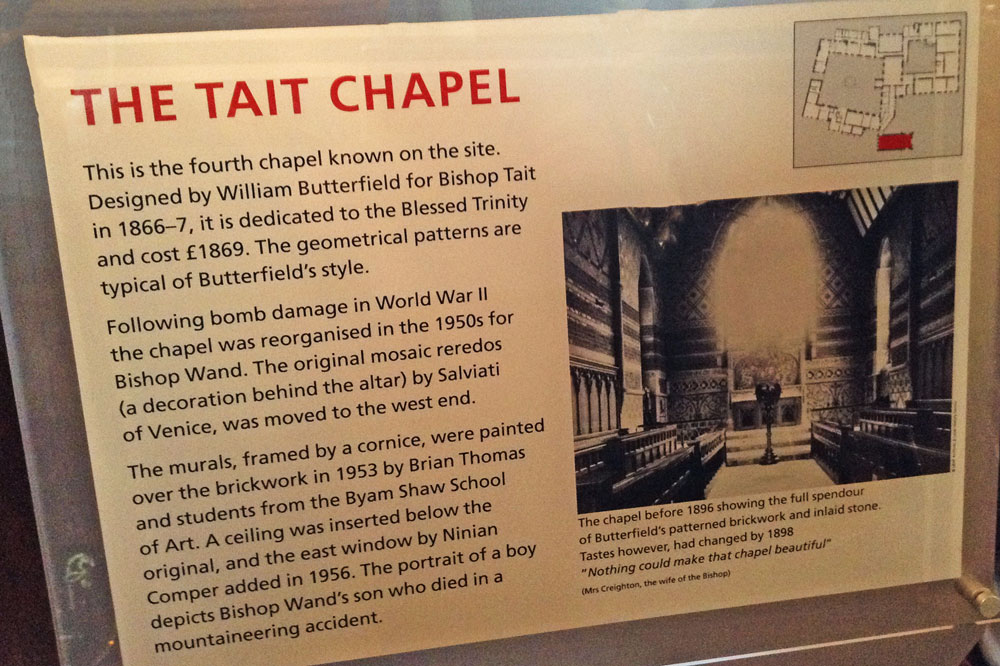 THE TAIT CHAPEL
This is the fourth chapel known on the site.
Designed by William Butterfield for Bishop Tait
in 1866–7, it is dedicated to the Blessed Trinity
and cost £1869. The geometrical patterns are
typical of Butterfield's style.
Following bomb damage in World War II
the chapel was reorganised in the 1950s for
Bishop Wand. The original mosaic reredos
(a decoration behind the altar) by Salviati
of Venice, was moved to the west end.
The murals, framed by a cornice, were painted
over the brickwork in 1953 by Brian Thomas
and students from the Byam Shaw School
of Art. A ceiling was inserted below the
original, and the east window by Ninian
Comper added in 1956. The portrait of a boy
depicts Bishop Wand's son who died in a
mountaineering accident.
The chapel before 1896 showing the full spendour
of Butterfield's patterned brickwork and inlaid stone.
Tastes however, had changed by 1898
"Nothing could make that chapel beautiful"
(Mrs Creighton, the wife of the Bishop)